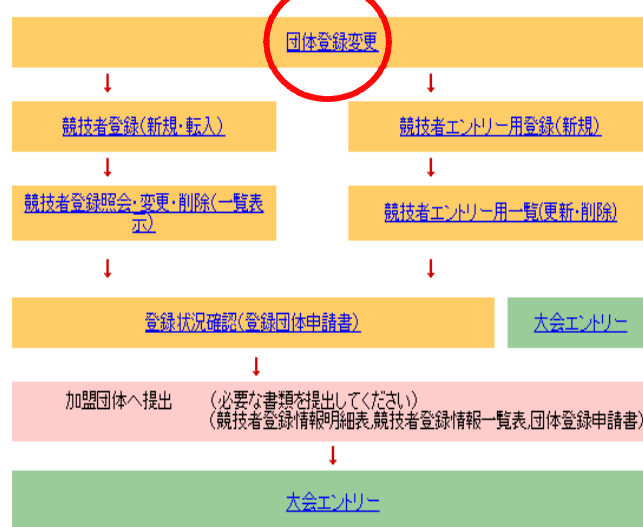 団体登録変更
↓ ↓
競技者登録(新規・転入) 競技者エントリー用登録(新規)
↓ ↓
競技者登録照会・変更・削除(一覧表
示) 競技者エントリー用一覧(更新・削除)
↓ ↓
登録状況確認(登録団体申請書) 大会エントリー
↓
加盟団体へ提出 (必要な書類を提出してください)
(競技者登録情報明細表,競技者登録情報一覧表,団体登録申請書)
↓
大会エントリー